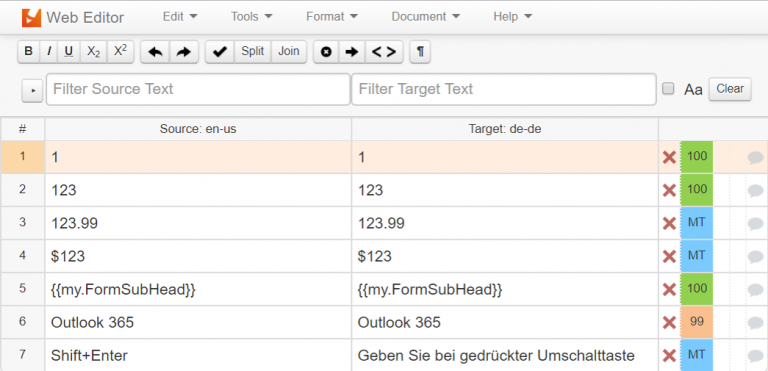 Web Editor Edit Tools Format Document Help
B I U X2 X2 Split Join < > ¶
Filter Source Text Filter Target Text Aa Clear
# Source: en-us Target: de-de
1 1 1 100
2 123 123 100
3 123.99 123.99 MT
4 $123 $123 MT
5 {{my.FormSubHead}} {{my.FormSubHead}} 100
6 Outlook 365 Outlook 365 99
7 Shift+Enter Geben Sie bei gedrückter Umschalttaste MT